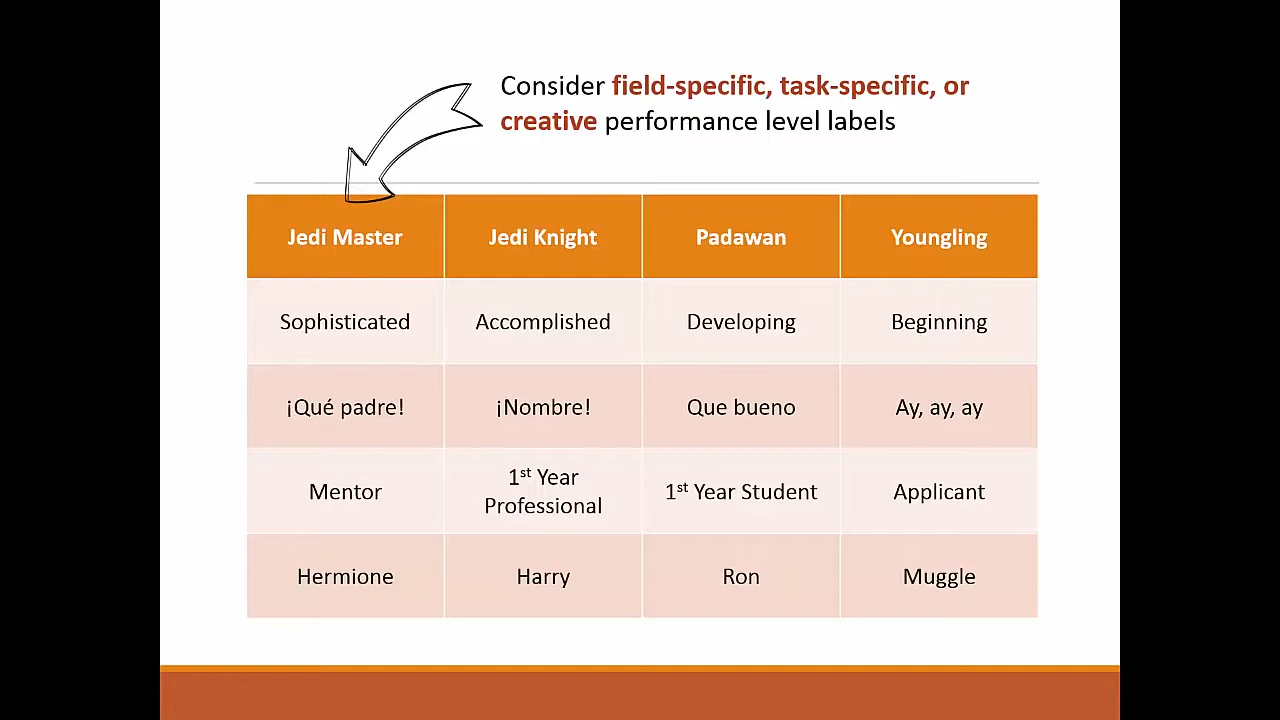 Consider field-specific, task-specific, or
creative performance level labels
Jedi Master Jedi Knight Padawan Youngling
Sophisticated Accomplished Developing Beginning
¡Qué padre! ¡Nombre! Que bueno Ay, ay, ay
Mentor 1st Year Professional 1st Year Student Applicant
Hermione Harry Ron Muggle